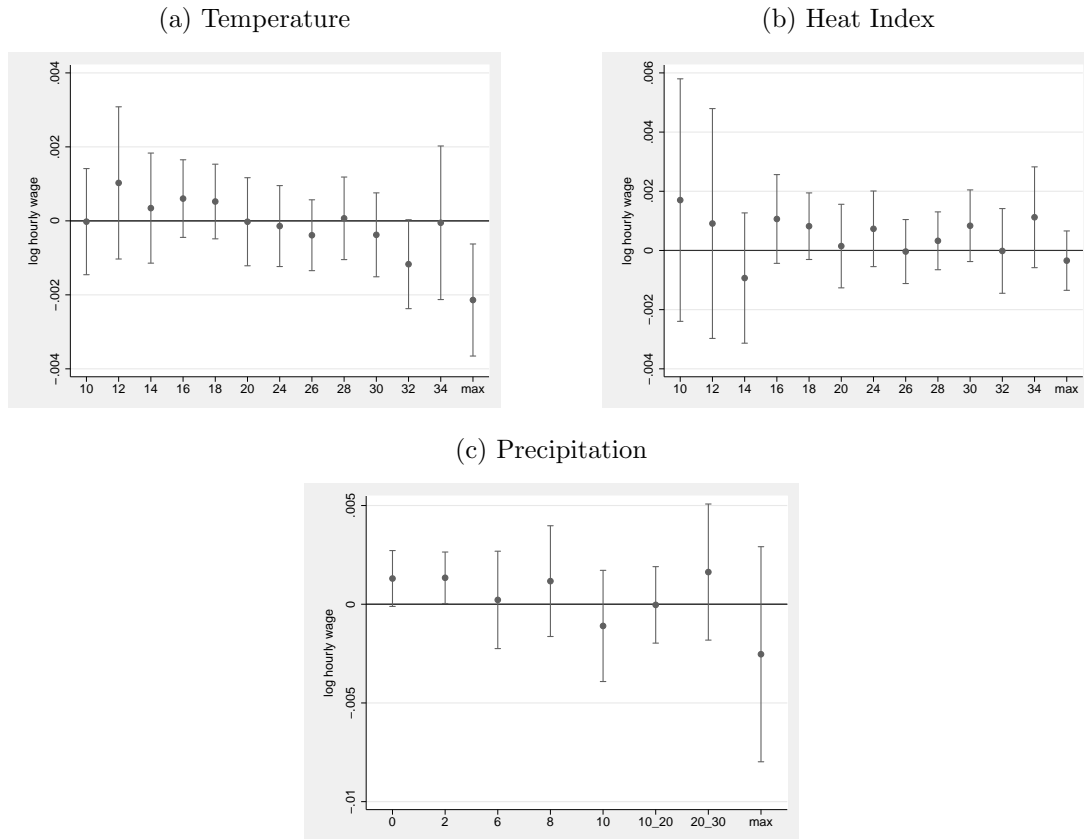 (a) Temperature
.004
.002
0
-.002
-.004
log hourly wage
10 12 14 16 18 20 24 26 28 30 32 34 max
(b) Heat Index
.006
.004
.002
0
-.002
-.004
log hourly wage
10 12 14 16 18 20 24 26 28 30 32 34 max
(c) Precipitation
.005
0
-.005
-.01
log hourly wage
0 2 6 8 10 10_20 20_30 max